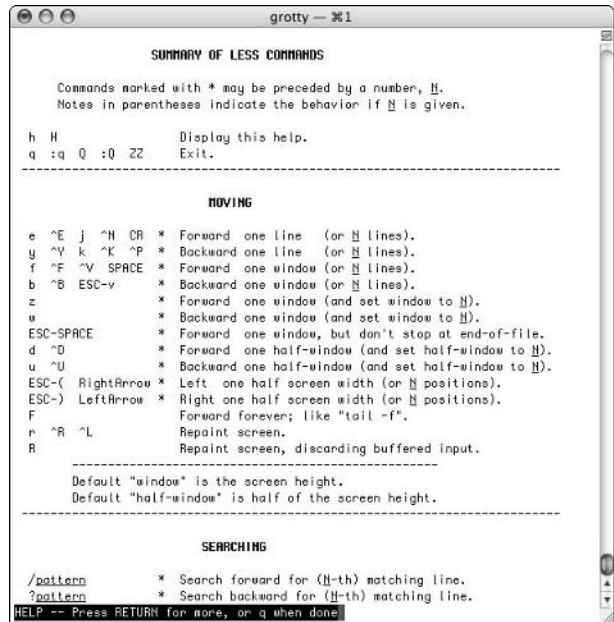 grotty — ⌘1
SUMMARY OF LESS COMMANDS
Commands marked with * may be preceded by a number, N.
Notes in parentheses indicate the behavior if N is given.
h H Display this help.
q :q Q :Q ZZ Exit.
MOVING
e ^E j ^N CR * Forward one line (or N lines).
y ^Y k ^K ^P * Backward one line (or N lines).
f ^F ^V SPACE * Forward one window (or N lines).
b ^B ESC-v * Backward one window (or N lines).
z * Forward one window (and set window to N).
w * Backward one window (and set window to N).
ESC-SPACE * Forward one window, but don't stop at end-of-file.
d ^D * Forward one half-window (and set half-window to N).
u ^U * Backward one half-window (and set half-window to N).
ESC-( RightArrow * Left one half screen width (or N positions).
ESC-) LeftArrow * Right one half screen width (or N positions).
F Forward forever; like "tail -f".
r ^R ^L Repaint screen.
R Repaint screen, discarding buffered input.
Default "window" is the screen height.
Default "half-window" is half of the screen height.
SEARCHING
/pattern * Search forward for (N-th) matching line.
?pattern * Search backward for (N-th) matching line.
HELP -- Press RETURN for more, or q when done